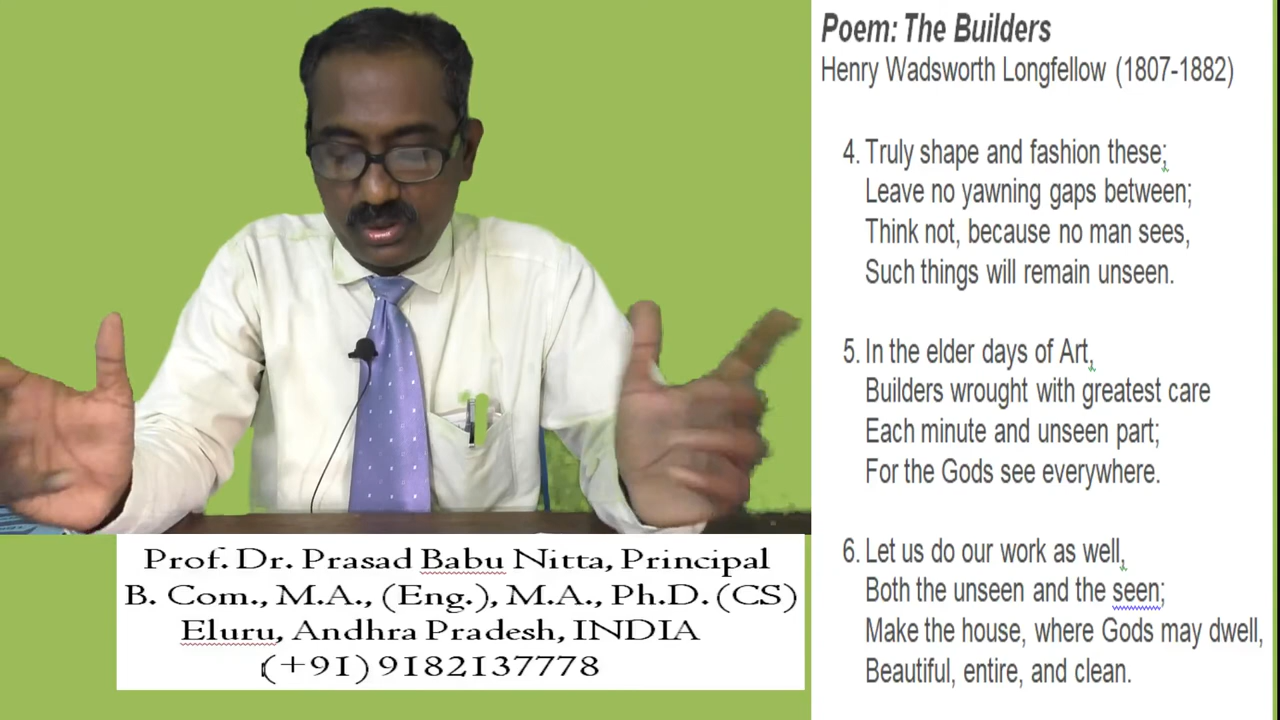 Poem: The Builders
Henry Wadsworth Longfellow (1807-1882)
4. Truly shape and fashion these;
Leave no yawning gaps between;
Think not, because no man sees,
Such things will remain unseen.
5. In the elder days of Art,
Builders wrought with greatest care
Each minute and unseen part;
For the Gods see everywhere.
6. Let us do our work as well,
Both the unseen and the seen;
Make the house, where Gods may dwell,
Beautiful, entire, and clean.
Prof. Dr. Prasad Babu Nitta, Principal
B. Com., M.A., (Eng.), M.A., Ph.D. (CS)
Eluru, Andhra Pradesh, INDIA
(+91) 9182137778